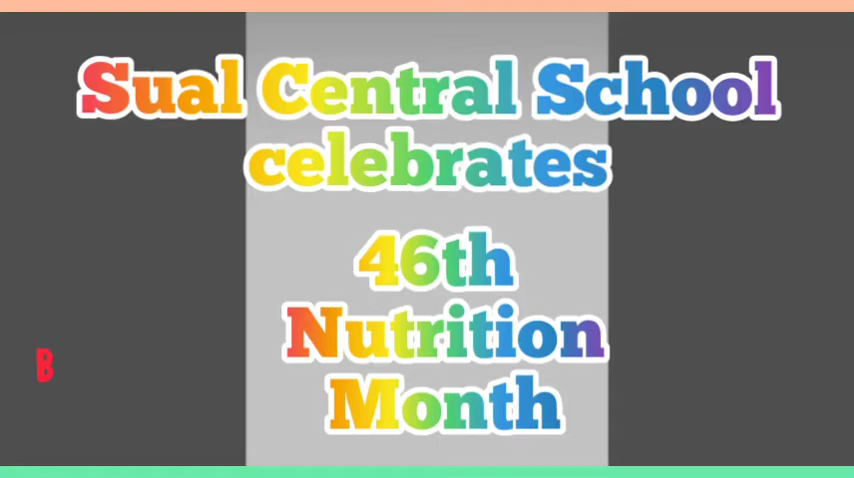 Sual Central School
celebrates
46th
Nutrition
Month
B